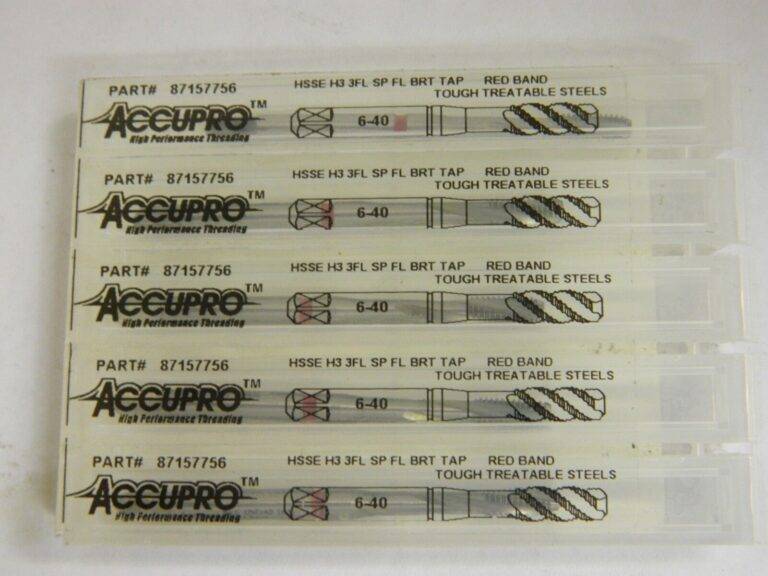 PART# 87157756 HSSE H3 3FL SP FL BRT TAP RED BAND
TOUGH TREATABLE STEELS
ACCUPRO™ 6-40
High Performance Threading
PART# 87157756 HSSE H3 3FL SP FL BRT TAP RED BAND
TOUGH TREATABLE STEELS
ACCUPRO™ 6-40
High Performance Threading
PART# 87157756 HSSE H3 3FL SP FL BRT TAP RED BAND
TOUGH TREATABLE STEELS
ACCUPRO™ 6-40
High Performance Threading
PART# 87157756 HSSE H3 3FL SP FL BRT TAP RED BAND
TOUGH TREATABLE STEELS
ACCUPRO™ 6-40
High Performance Threading
PART# 87157756 HSSE H3 3FL SP FL BRT TAP RED BAND
TOUGH TREATABLE STEELS
ACCUPRO™ 6-40
High Performance Threading